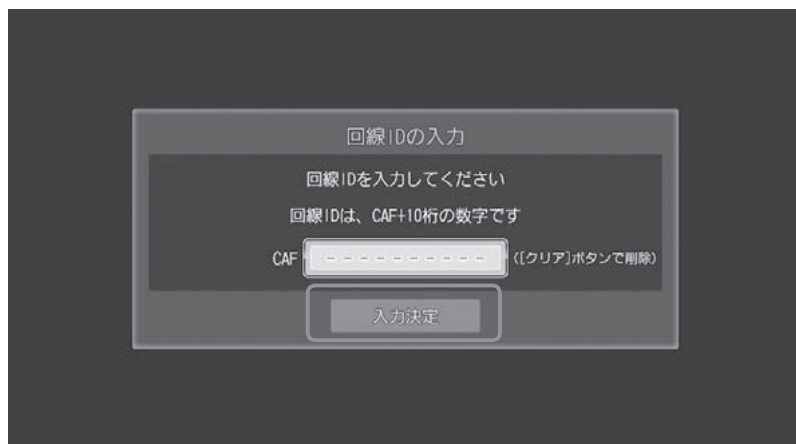 回線IDの入力
回線IDを入力してください
回線IDは、CAF+10桁の数字です
CAF - - - - - - - - - - ([クリア]ボタンで削除)
入力決定